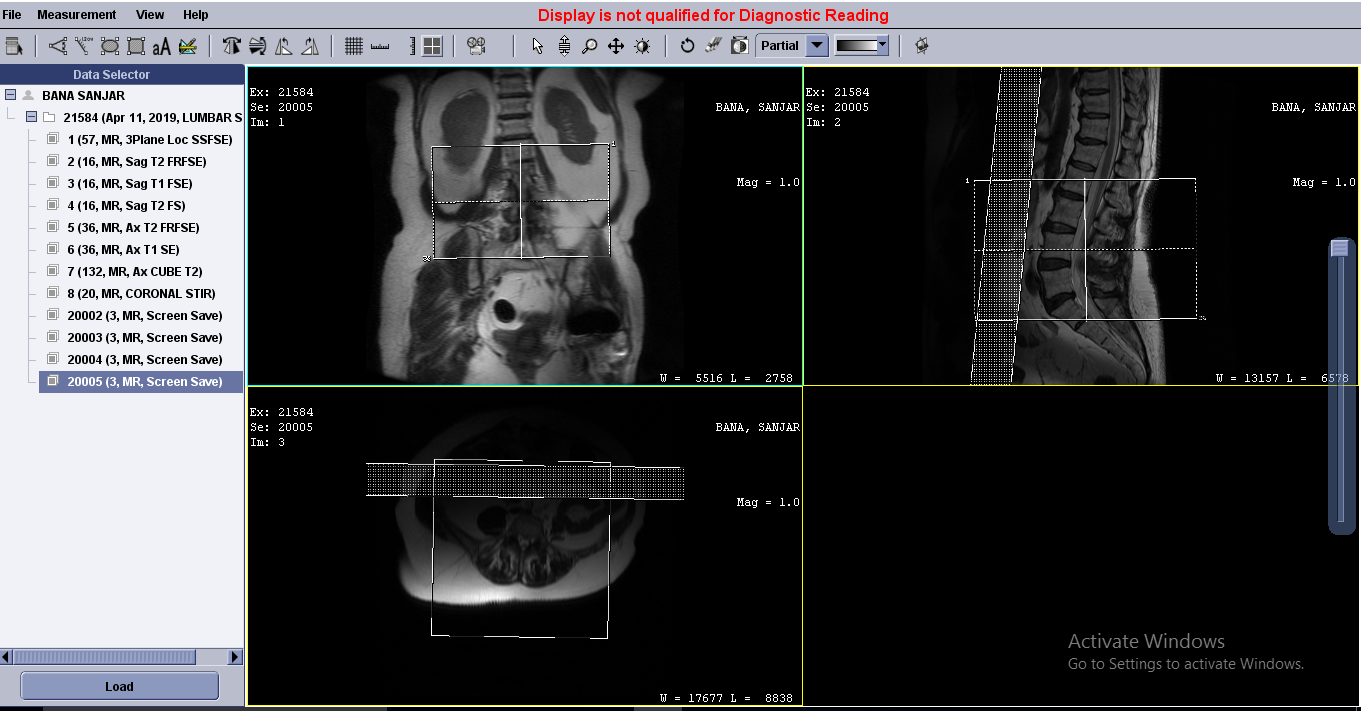 File Measurement View Help
Display is not qualified for Diagnostic Reading
aA
Partial
Data Selector
BANA SANJAR
21584 (Apr 11, 2019, LUMBAR S
1 (57, MR, 3Plane Loc SSFSE)
2 (16, MR, Sag T2 FRFSE)
3 (16, MR, Sag T1 FSE)
4 (16, MR, Sag T2 FS)
5 (36, MR, Ax T2 FRFSE)
6 (36, MR, Ax T1 SE)
7 (132, MR, Ax CUBE T2)
8 (20, MR, CORONAL STIR)
20002 (3, MR, Screen Save)
20003 (3, MR, Screen Save)
20004 (3, MR, Screen Save)
20005 (3, MR, Screen Save)
Load
Ex: 21584
Se: 20005
Im: 1
BANA, SANJAR
Mag = 1.0
1
W = 5516 L = 2758
Ex: 21584
Se: 20005
Im: 2
BANA, SANJAR
Mag = 1.0
1
W = 13157 L = 6578
Ex: 21584
Se: 20005
Im: 3
BANA, SANJAR
Mag = 1.0
W = 17677 L = 8838
Activate Windows
Go to Settings to activate Windows.